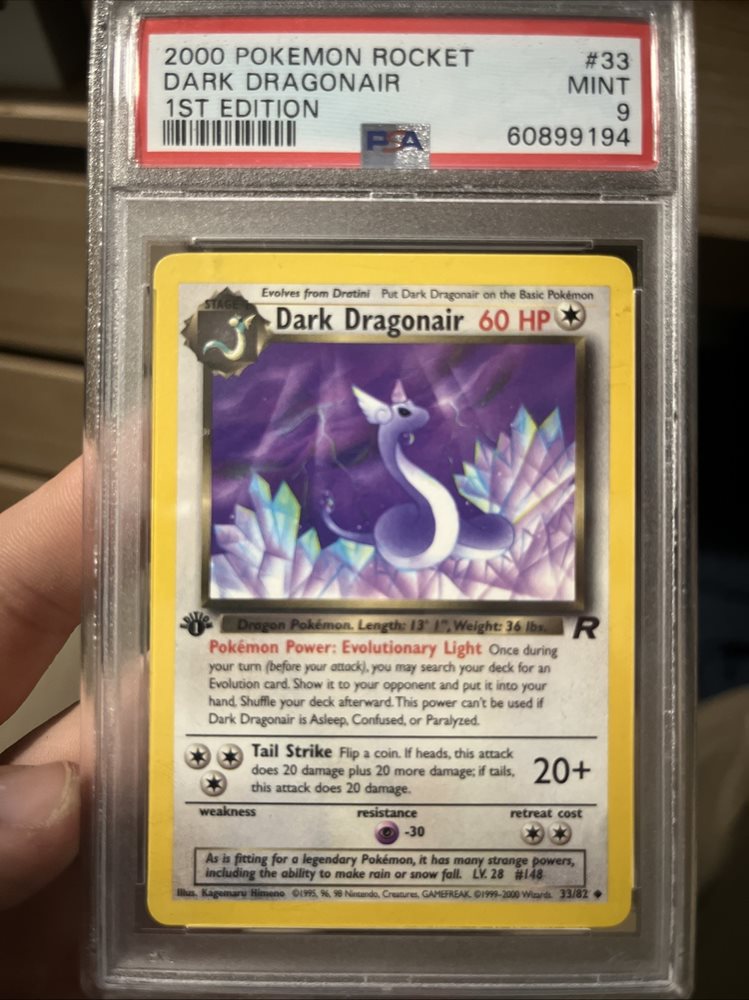 2000 POKEMON ROCKET #33
DARK DRAGONAIR MINT
1ST EDITION 9
PSA 60899194
Evolves from Dratini Put Dark Dragonair on the Basic Pokémon
STAGE
Dark Dragonair 60 HP
EDITION
1
Dragon Pokémon. Length: 13' 1", Weight: 36 lbs.
R
Pokémon Power: Evolutionary Light Once during
your turn (before your attack), you may search your deck for an
Evolution card. Show it to your opponent and put it into your
hand. Shuffle your deck afterward. This power can't be used if
Dark Dragonair is Asleep, Confused, or Paralyzed.
Tail Strike Flip a coin. If heads, this attack
does 20 damage plus 20 more damage; if tails,
this attack does 20 damage.
20+
weakness resistance retreat cost
-30
As is fitting for a legendary Pokémon, it has many strange powers,
including the ability to make rain or snow fall. LV. 28 #148
Illus. Kagemaru Himeno ©1995, 96, 98 Nintendo, Creatures, GAMEFREAK. ©1999-2000 Wizards. 33/82